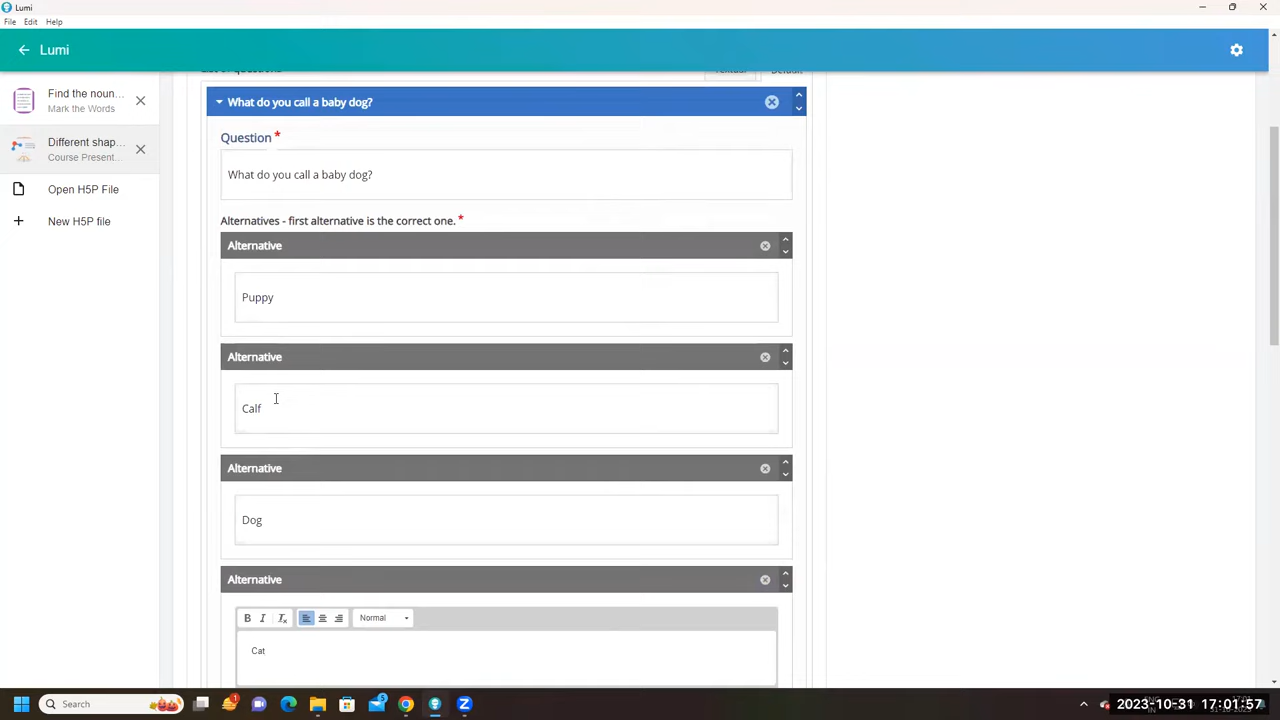 Lumi
File Edit Help
Lumi
Find the noun...
Mark the Words
Different shap...
Course Present...
Open H5P File
New H5P file
What do you call a baby dog?
Question *
What do you call a baby dog?
Alternatives - first alternative is the correct one. *
Alternative
Puppy
Alternative
Calf
Alternative
Dog
Alternative
B I Normal
Cat
Search
2023-10-31 17:01:57